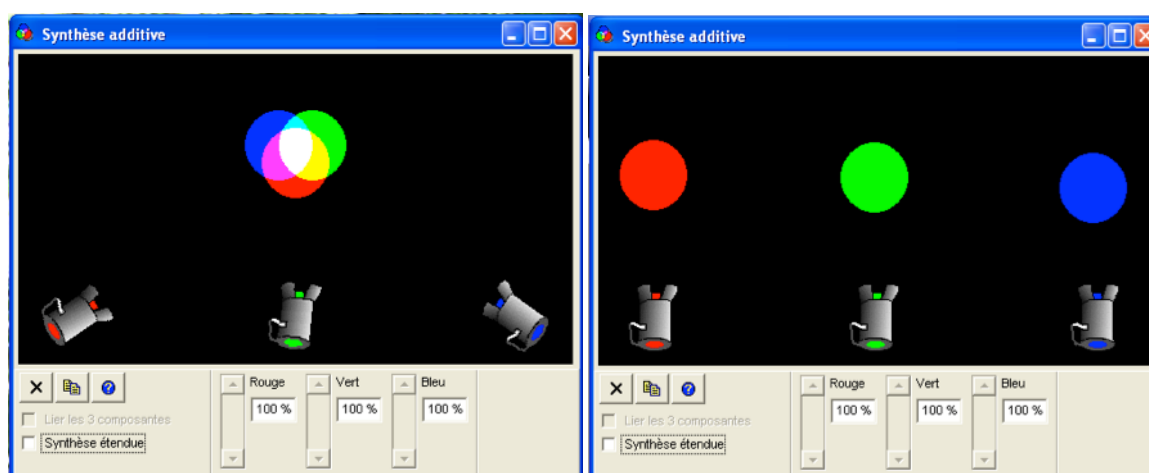 Synthèse additive
Rouge Vert Bleu
100 % 100 % 100 %
Lier les 3 composantes
Synthèse étendue
Synthèse additive
Rouge Vert Bleu
100 % 100 % 100 %
Lier les 3 composantes
Synthèse étendue